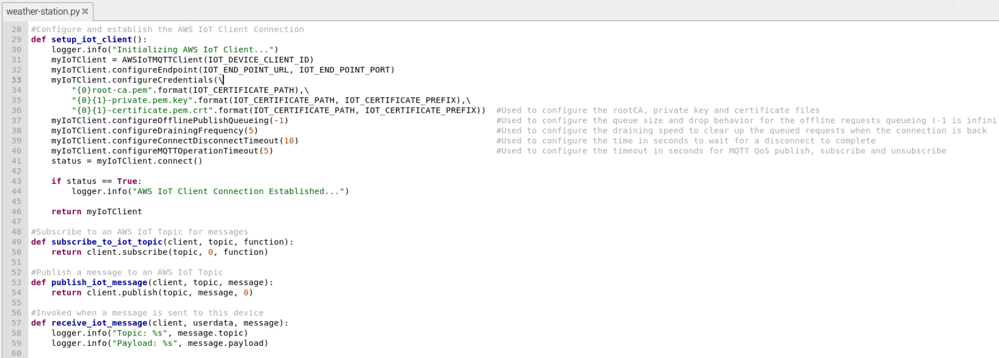 weather-station.py ✖
28 #Configure and establish the AWS IoT Client Connection
29 def setup_iot_client():
30     logger.info("Initializing AWS IoT Client...")
31     myIoTClient = AWSIoTMQTTClient(IOT_DEVICE_CLIENT_ID)
32     myIoTClient.configureEndpoint(IOT_END_POINT_URL, IOT_END_POINT_PORT)
33     myIoTClient.configureCredentials(\
34         "{0}root-ca.pem".format(IOT_CERTIFICATE_PATH),\
35         "{0}{1}-private.pem.key".format(IOT_CERTIFICATE_PATH, IOT_CERTIFICATE_PREFIX),\
36         "{0}{1}-certificate.pem.crt".format(IOT_CERTIFICATE_PATH, IOT_CERTIFICATE_PREFIX))  #Used to configure the rootCA, private key and certificate files
37     myIoTClient.configureOfflinePublishQueueing(-1)                                         #Used to configure the queue size and drop behavior for the offline requests queueing (-1 is infini
38     myIoTClient.configureDrainingFrequency(5)                                               #Used to configure the draining speed to clear up the queued requests when the connection is back
39     myIoTClient.configureConnectDisconnectTimeout(10)                                       #Used to configure the time in seconds to wait for a disconnect to complete
40     myIoTClient.configureMQTTOperationTimeout(5)                                            #Used to configure the timeout in seconds for MQTT QoS publish, subscribe and unsubscribe
41     status = myIoTClient.connect()
42
43     if status == True:
44         logger.info("AWS IoT Client Connection Established...")
45
46     return myIoTClient
47
48 #Subscribe to an AWS IoT Topic for messages
49 def subscribe_to_iot_topic(client, topic, function):
50     return client.subscribe(topic, 0, function)
51
52 #Publish a message to an AWS IoT Topic
53 def publish_iot_message(client, topic, message):
54     return client.publish(topic, message, 0)
55
56 #Invoked when a message is sent to this device
57 def receive_iot_message(client, userdata, message):
58     logger.info("Topic: %s", message.topic)
59     logger.info("Payload: %s", message.payload)
60